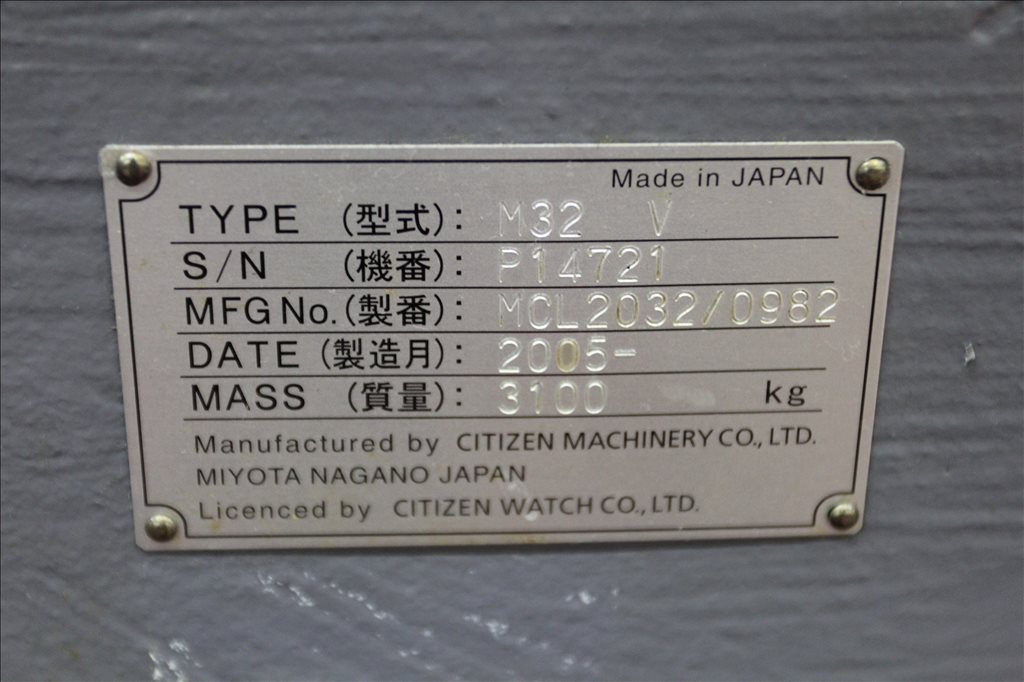 Made in JAPAN
TYPE (型式): M32 V
S/N (機番): P14721
MFG No. (製番): MCL2032/0982
DATE (製造月): 2005-
MASS (質量): 3100 kg
Manufactured by CITIZEN MACHINERY CO., LTD.
MIYOTA NAGANO JAPAN
Licenced by CITIZEN WATCH CO., LTD.